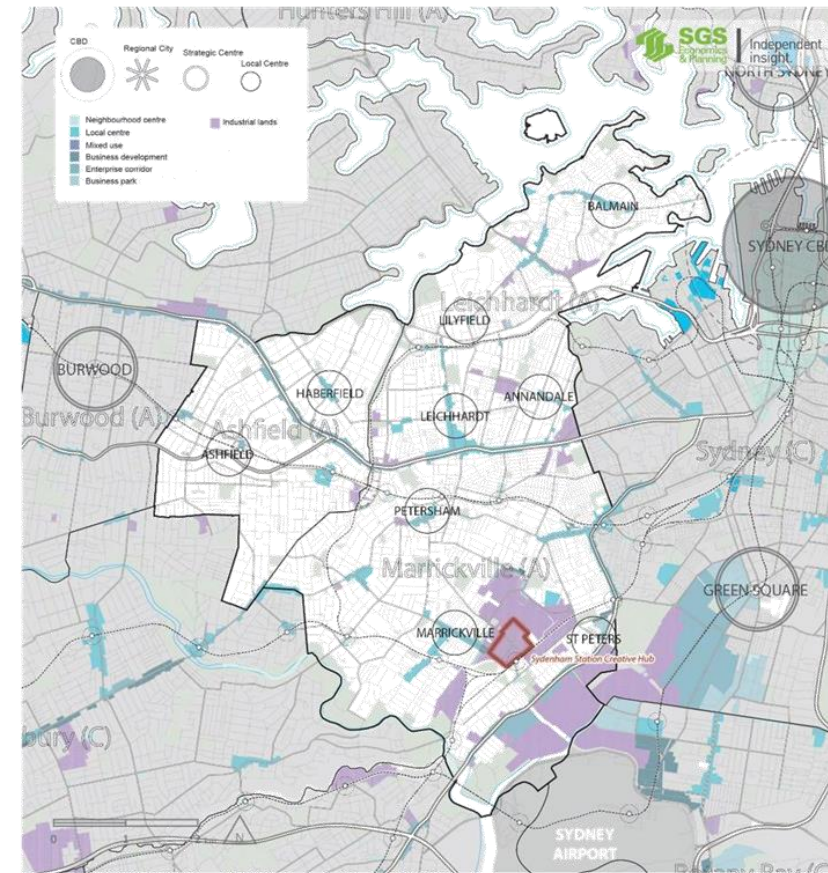 Hunters Hill (A)
CBD
Regional City
Strategic Centre
Local Centre
Neighbourhood centre
Local centre
Mixed use
Business development
Enterprise corridor
Business park
Industrial lands
SGS
Economics
& Planning
Independent
insight.
NORTH SYDNEY
BALMAIN
SYDNEY CBD
Leichhardt (A)
LILYFIELD
BURWOOD
HABERFIELD
ANNANDALE
LEICHHARDT
Burwood (A)
Ashfield (A)
ASHFIELD
Sydney (C)
PETERSHAM
Marrickville (A)
GREEN SQUARE
MARRICKVILLE
ST PETERS
Sydenham Station Creative Hub
bury (C)
0 1 2
N
SYDNEY
AIRPORT
Botany Bay (C